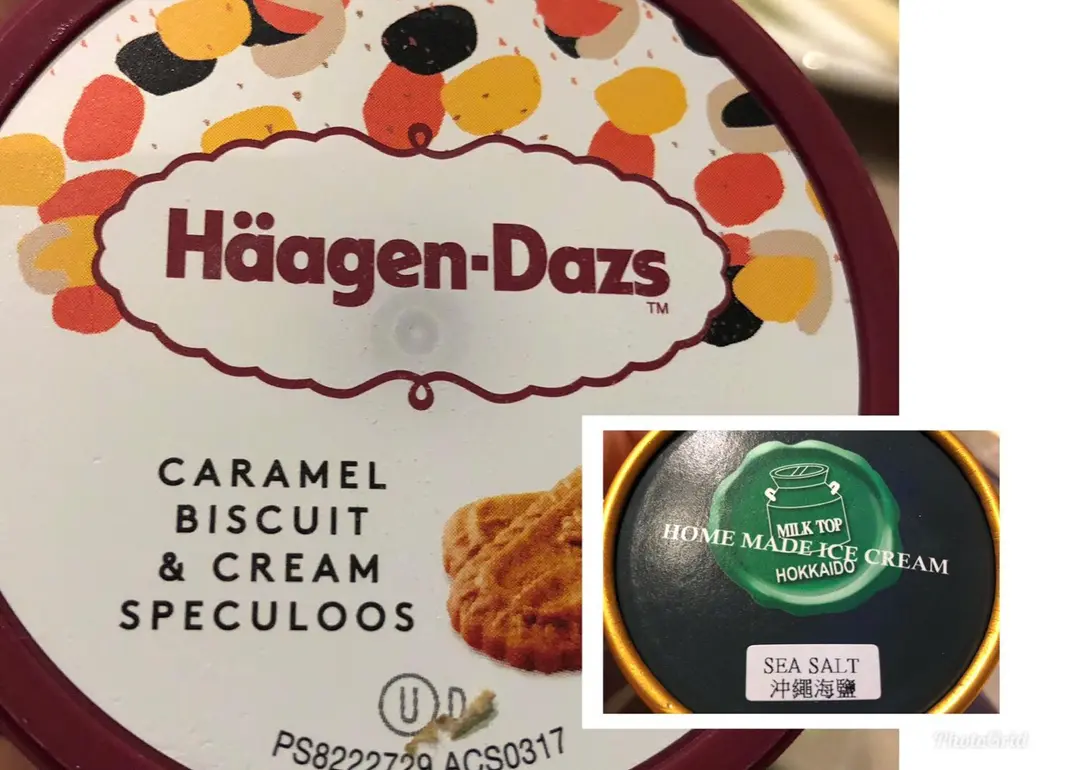 Häagen-Dazs
TM
CARAMEL
BISCUIT
& CREAM
SPECULOOS
U D
PS8222729 ACS0317
MILK TOP
HOME MADE ICE CREAM
HOKKAIDO
SEA SALT
沖繩海鹽
PhotoGrid